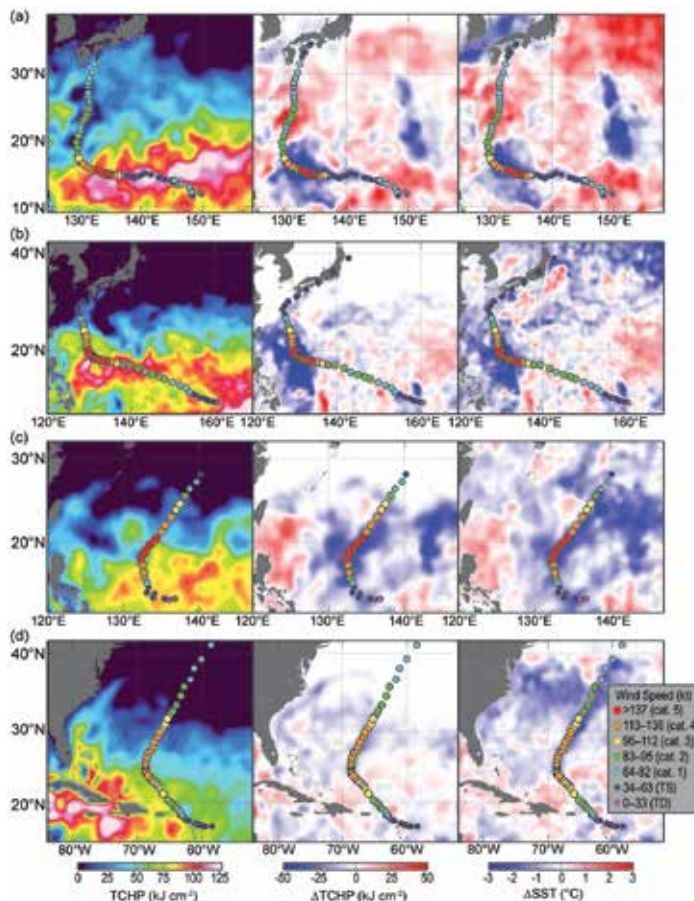 (a)
30°N
20°N
10°N
130°E 140°E 150°E 130°E 140°E 150°E 130°E 140°E 150°E
(b)
40°N
30°N
20°N
120°E 140°E 160°E 120°E 140°E 160°E 120°E 140°E 160°E
(c)
30°N
20°N
120°E 130°E 140°E 120°E 130°E 140°E 120°E 130°E 140°E
(d)
40°N
30°N
20°N
Wind Speed (kt)
>137 (cat. 5)
113–136 (cat. 4)
96–112 (cat. 3)
83–95 (cat. 2)
64-82 (cat. 1)
34–63 (TS)
0–33 (TD)
80°W 70°W 60°W 80°W 70°W 60°W 80°W 70°W 60°W
0 25 50 75 100 125 -50 -25 0 25 50 -3 -2 -1 0 1 2 3
TCHP (kJ cm⁻²) ΔTCHP (kJ cm⁻²) ΔSST (°C)